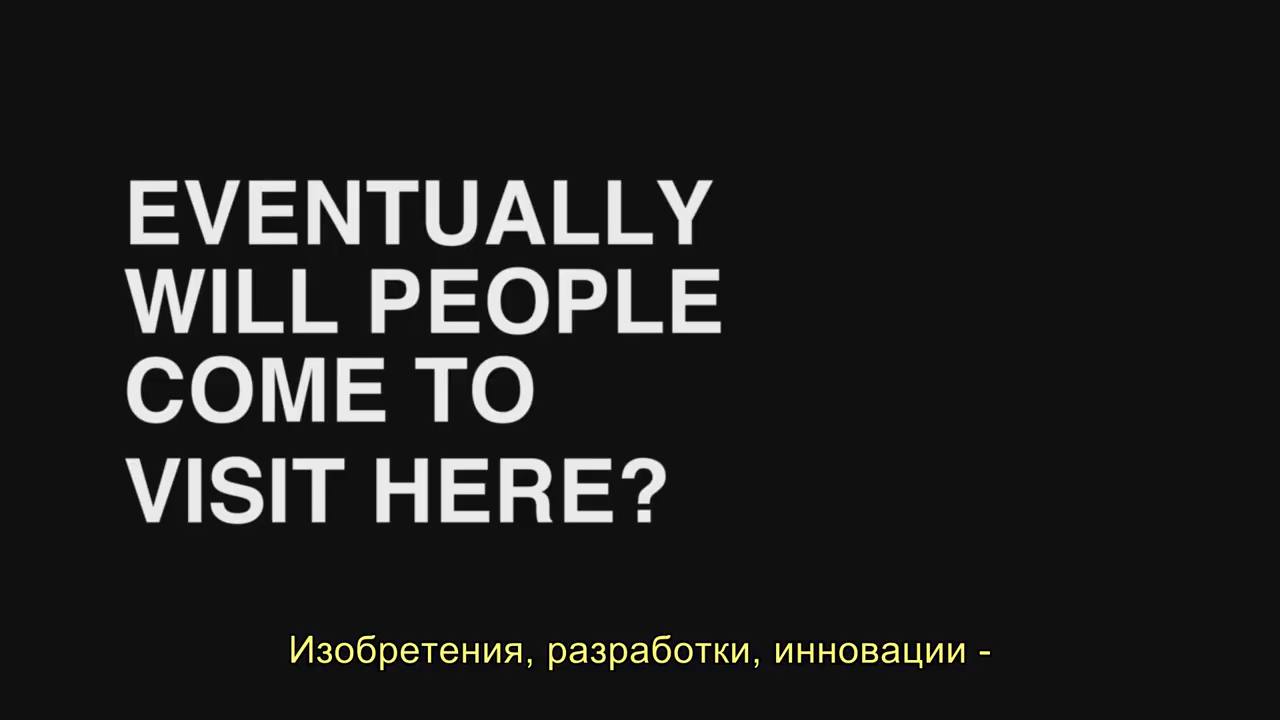 EVENTUALLY
WILL PEOPLE
COME TO
VISIT HERE?
Изобретения, разработки, инновации -